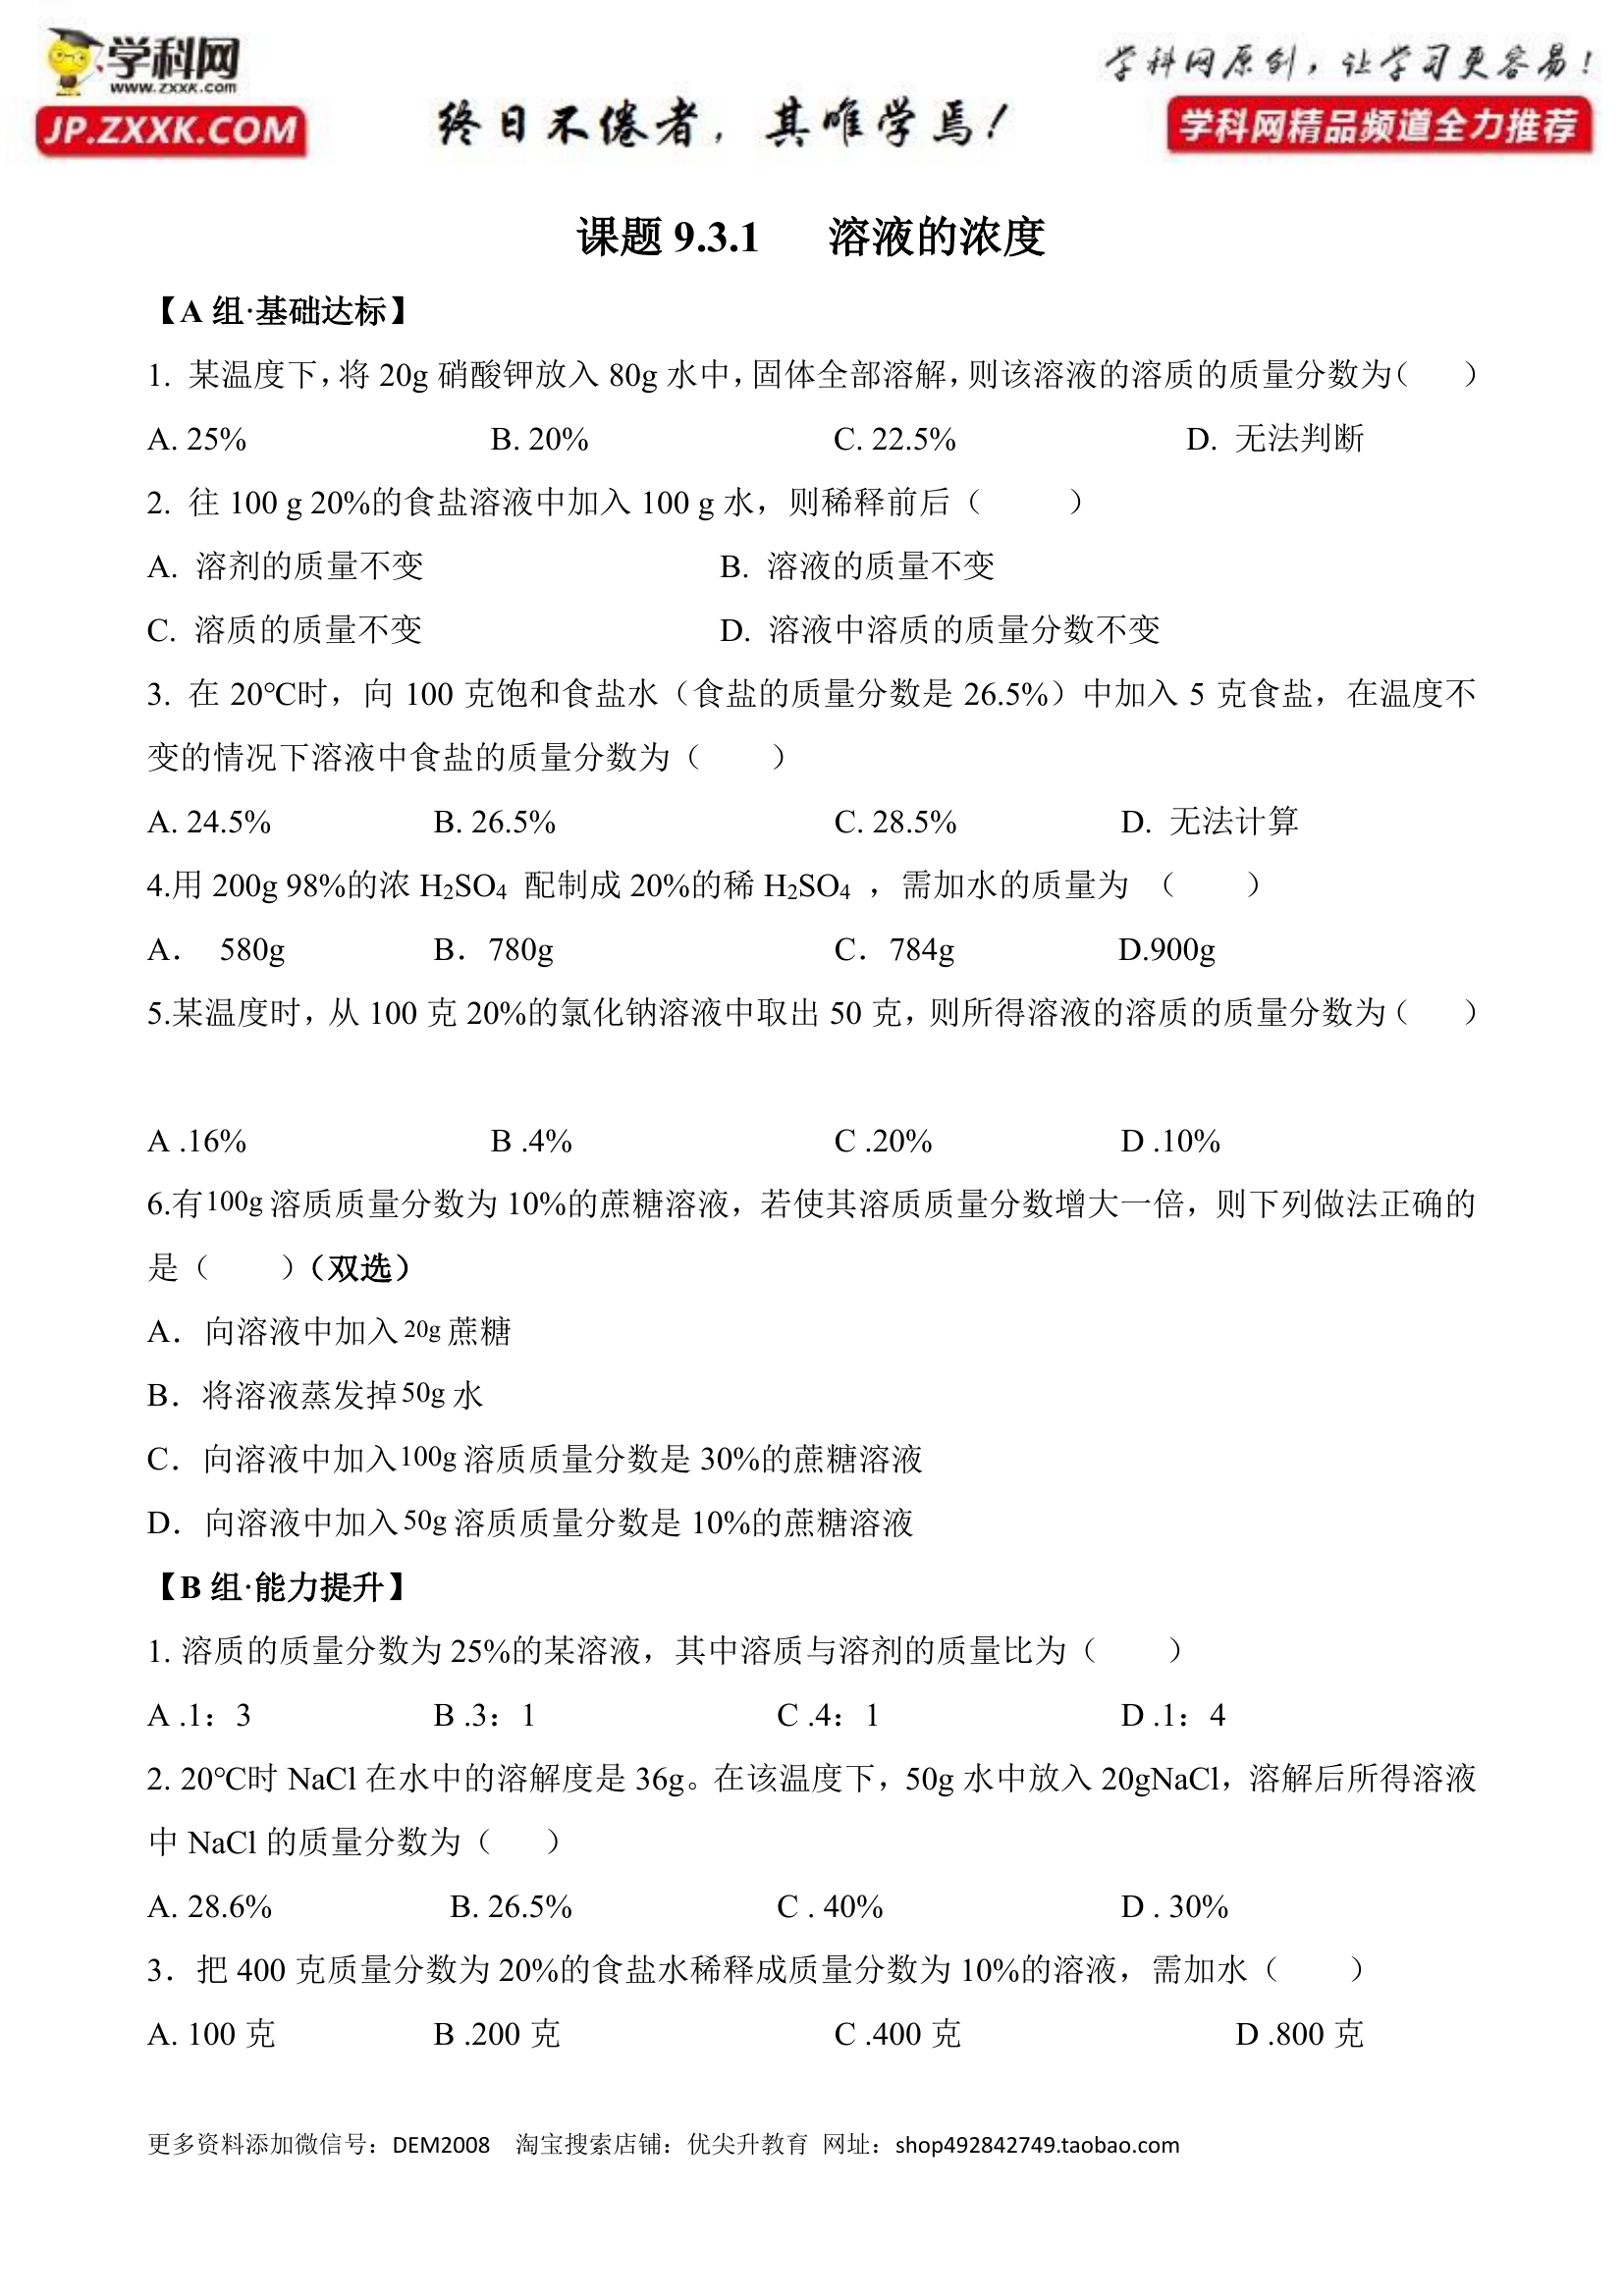 学科网
www.zxxk.com
JP.ZXXK.COM
终日不倦者，其唯学焉！
学科网原创，让学习更容易！
学科网精品频道全力推荐
课题 9.3.1 溶液的浓度
【A 组·基础达标】
1. 某温度下，将 20g 硝酸钾放入 80g 水中，固体全部溶解，则该溶液的溶质的质量分数为（ ）
A. 25% B. 20% C. 22.5% D. 无法判断
2. 往 100 g 20%的食盐溶液中加入 100 g 水，则稀释前后（ ）
A. 溶剂的质量不变 B. 溶液的质量不变
C. 溶质的质量不变 D. 溶液中溶质的质量分数不变
3. 在 20℃时，向 100 克饱和食盐水（食盐的质量分数是 26.5%）中加入 5 克食盐，在温度不
变的情况下溶液中食盐的质量分数为（ ）
A. 24.5% B. 26.5% C. 28.5% D. 无法计算
4.用 200g 98%的浓 H₂SO₄ 配制成 20%的稀 H₂SO₄ ，需加水的质量为 （ ）
A． 580g B．780g C．784g D.900g
5.某温度时，从 100 克 20%的氯化钠溶液中取出 50 克，则所得溶液的溶质的质量分数为（ ）
A .16% B .4% C .20% D .10%
6.有 100g 溶质质量分数为 10%的蔗糖溶液，若使其溶质质量分数增大一倍，则下列做法正确的
是（ ）（双选）
A．向溶液中加入 20g 蔗糖
B．将溶液蒸发掉 50g 水
C．向溶液中加入 100g 溶质质量分数是 30%的蔗糖溶液
D．向溶液中加入 50g 溶质质量分数是 10%的蔗糖溶液
【B 组·能力提升】
1. 溶质的质量分数为 25%的某溶液，其中溶质与溶剂的质量比为（ ）
A .1：3 B .3：1 C .4：1 D .1：4
2. 20℃时 NaCl 在水中的溶解度是 36g。在该温度下，50g 水中放入 20gNaCl，溶解后所得溶液
中 NaCl 的质量分数为（ ）
A. 28.6% B. 26.5% C . 40% D . 30%
3．把 400 克质量分数为 20%的食盐水稀释成质量分数为 10%的溶液，需加水（ ）
A. 100 克 B .200 克 C .400 克 D .800 克
更多资料添加微信号：DEM2008 淘宝搜索店铺：优尖升教育 网址：shop492842749.taobao.com